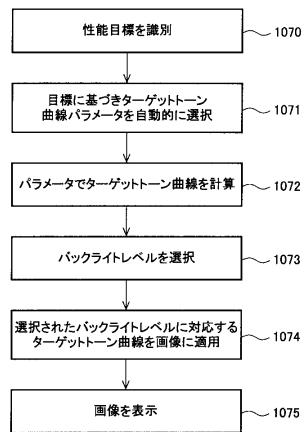 性能目標を識別
1070
目標に基づきターゲットトーン
曲線パラメータを自動的に選択
1071
パラメータでターゲットトーン曲線を計算
1072
バックライトレベルを選択
1073
選択されたバックライトレベルに対応する
ターゲットトーン曲線を画像に適用
1074
画像を表示
1075